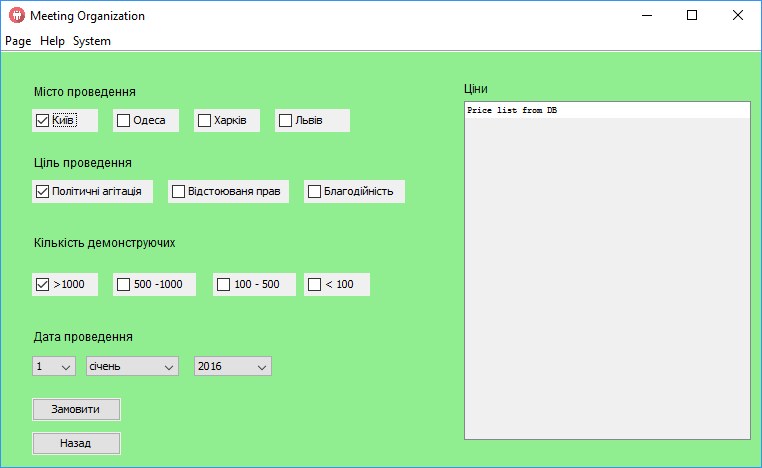 Meeting Organization
Page Help System
Місто проведення
Київ Одеса Харків Львів
Ціль проведення
Політичні агітація Відстоюваня прав Благодійність
Кількість демонструючих
>1000 500 -1000 100 - 500 < 100
Дата проведення
1 січень 2016
Замовити
Назад
Ціни
Price list from DB